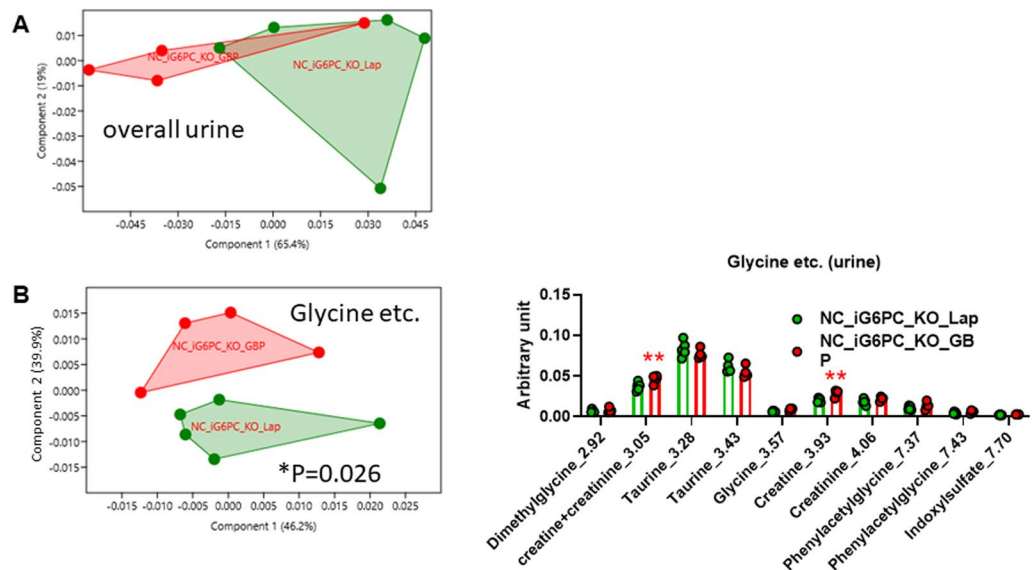 A
Component 2 (19%)
0.01
0.00
-0.01
-0.02
-0.03
-0.04
-0.05
NC_iG6PC_KO_GBP
NC_iG6PC_KO_Lap
overall urine
-0.045
-0.030
-0.015
0.000
0.015
0.030
0.045
Component 1 (65.4%)
B
Component 2 (39.9%)
0.015
0.010
0.005
0.000
-0.005
-0.010
-0.015
Glycine etc.
NC_iG6PC_KO_GBP
NC_iG6PC_KO_Lap
*P=0.026
-0.015
-0.010
-0.005
0.000
0.005
0.010
0.015
0.020
0.025
Component 1 (46.2%)
Glycine etc. (urine)
Arbitrary unit
0.15
0.10
0.05
0.00
NC_iG6PC_KO_Lap
NC_iG6PC_KO_GB
P
**
**
Dimethylglycine_2.92
creatine+creatinine_3.05
Taurine_3.28
Taurine_3.43
Glycine_3.57
Creatine_3.93
Creatinine_4.06
Phenylacetylglycine_7.37
Phenylacetylglycine_7.43
Indoxylsulfate_7.70